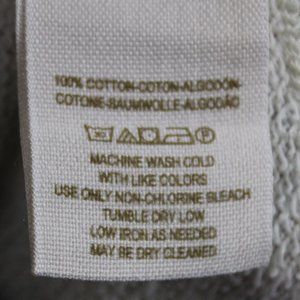 100% COTTON-COTON-ALGODÓN-
COTONE-BAUMWOLLE-ALGODÃO
MACHINE WASH COLD
WITH LIKE COLORS
USE ONLY NON-CHLORINE BLEACH
TUMBLE DRY LOW
LOW IRON AS NEEDED
MAY BE DRY CLEANED